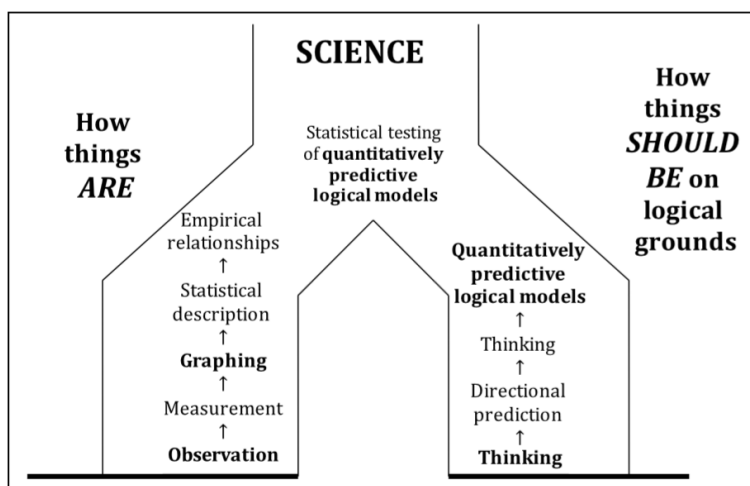 SCIENCE
How
things
ARE
Statistical testing
of quantitatively
predictive
logical models
How
things
SHOULD
BE on
logical
grounds
Empirical
relationships
↑
Statistical
description
↑
Graphing
↑
Measurement
↑
Observation
Quantitatively
predictive
logical models
↑
Thinking
↑
Directional
prediction
↑
Thinking